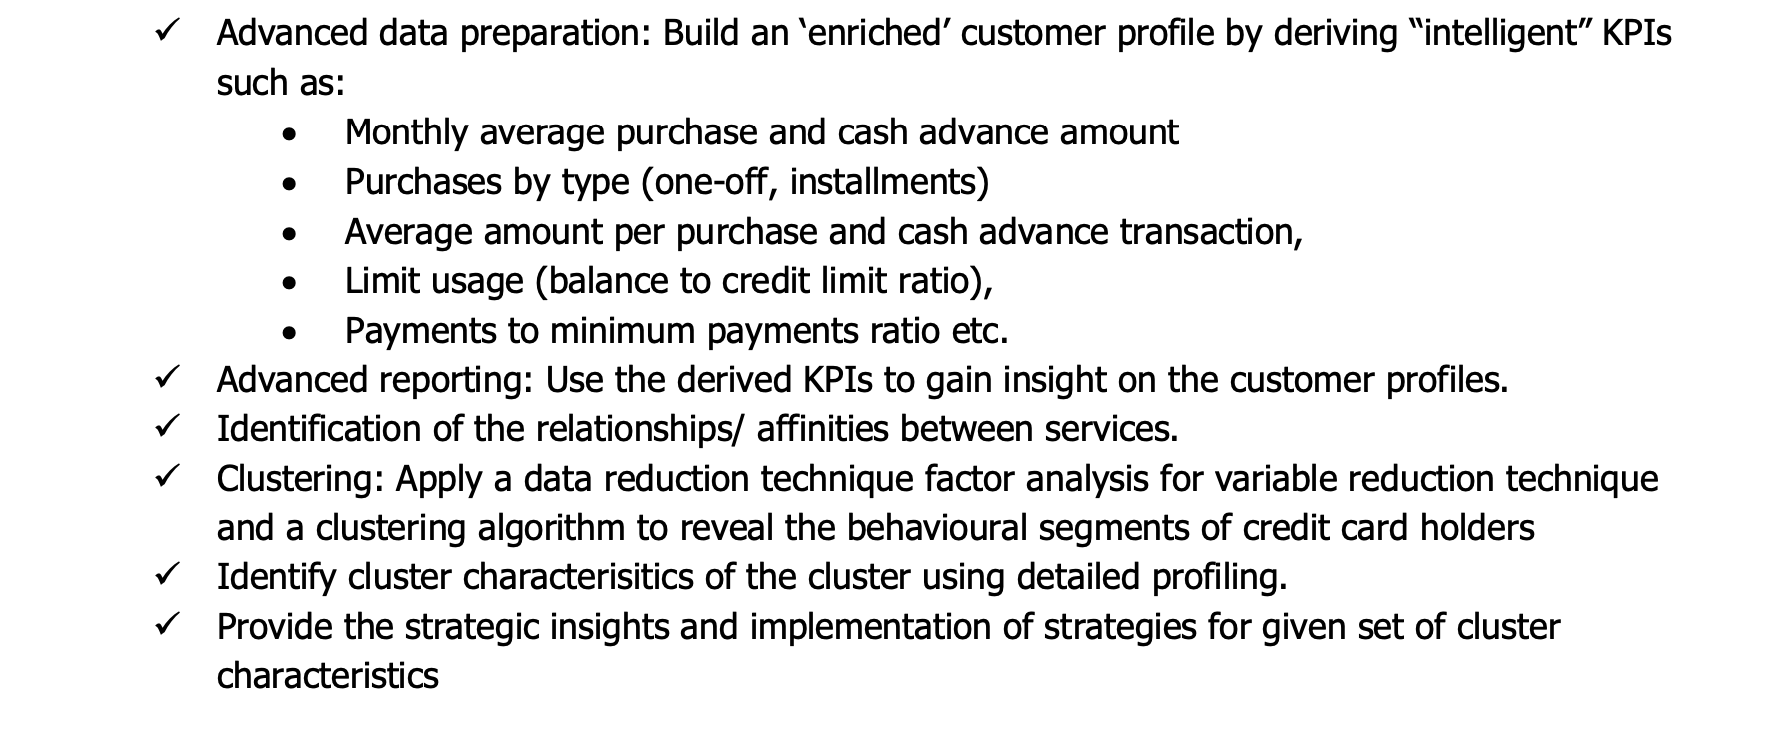 ✓ Advanced data preparation: Build an ‘enriched’ customer profile by deriving “intelligent” KPIs
such as:
• Monthly average purchase and cash advance amount
• Purchases by type (one-off, installments)
• Average amount per purchase and cash advance transaction,
• Limit usage (balance to credit limit ratio),
• Payments to minimum payments ratio etc.
✓ Advanced reporting: Use the derived KPIs to gain insight on the customer profiles.
✓ Identification of the relationships/ affinities between services.
✓ Clustering: Apply a data reduction technique factor analysis for variable reduction technique
and a clustering algorithm to reveal the behavioural segments of credit card holders
✓ Identify cluster characterisitics of the cluster using detailed profiling.
✓ Provide the strategic insights and implementation of strategies for given set of cluster
characteristics